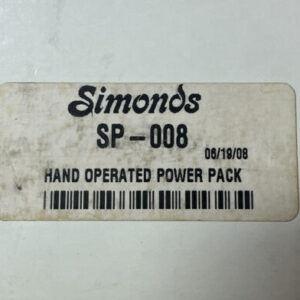 Simonds
SP-008
06/19/08
HAND OPERATED POWER PACK